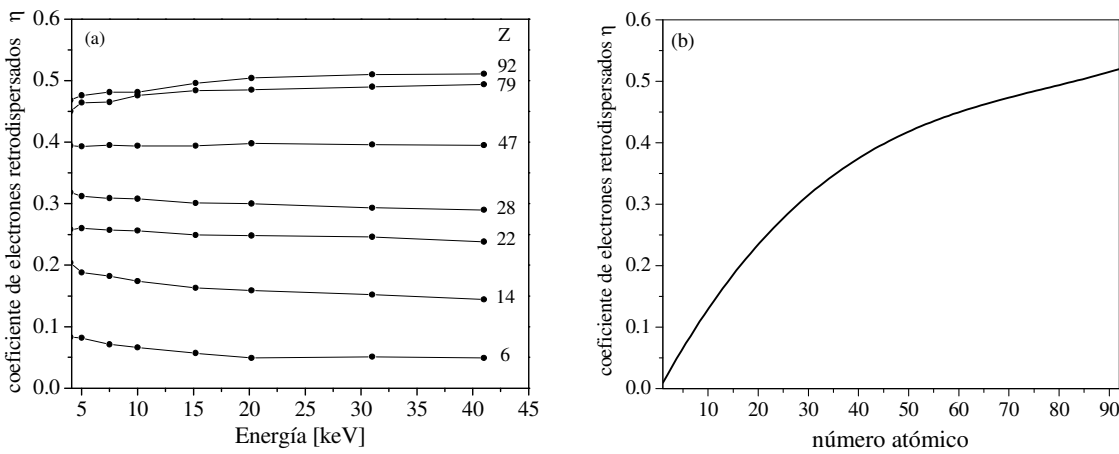 (a)
coeficiente de electrones retrodispersados η
0.6
0.5
0.4
0.3
0.2
0.1
0.0
Z
92
79
47
28
22
14
6
5 10 15 20 25 30 35 40 45
Energía [keV]
(b)
coeficiente de electrones retrodispersados η
0.6
0.5
0.4
0.3
0.2
0.1
0.0
10 20 30 40 50 60 70 80 90
número atómico